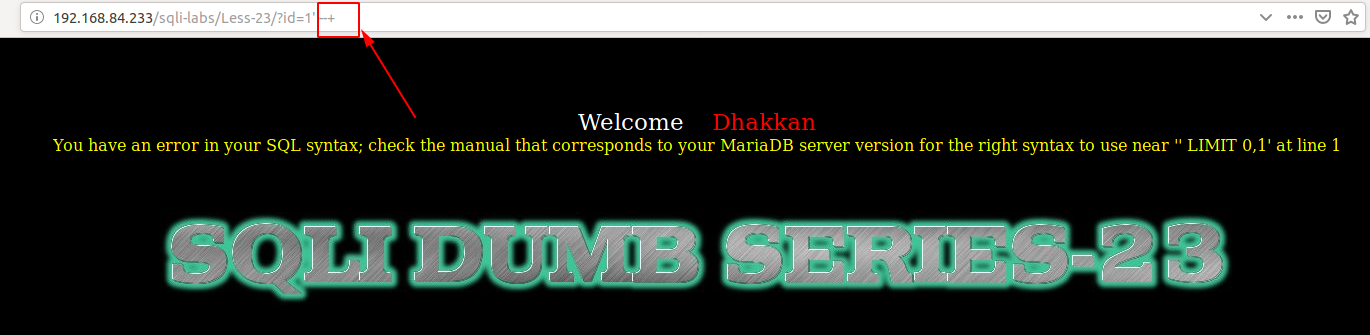 192.168.84.233/sqli-labs/Less-23/?id=1' --+
Welcome Dhakkan
You have an error in your SQL syntax; check the manual that corresponds to your MariaDB server version for the right syntax to use near '' LIMIT 0,1' at line 1
SQLI DUMB SERIES-23